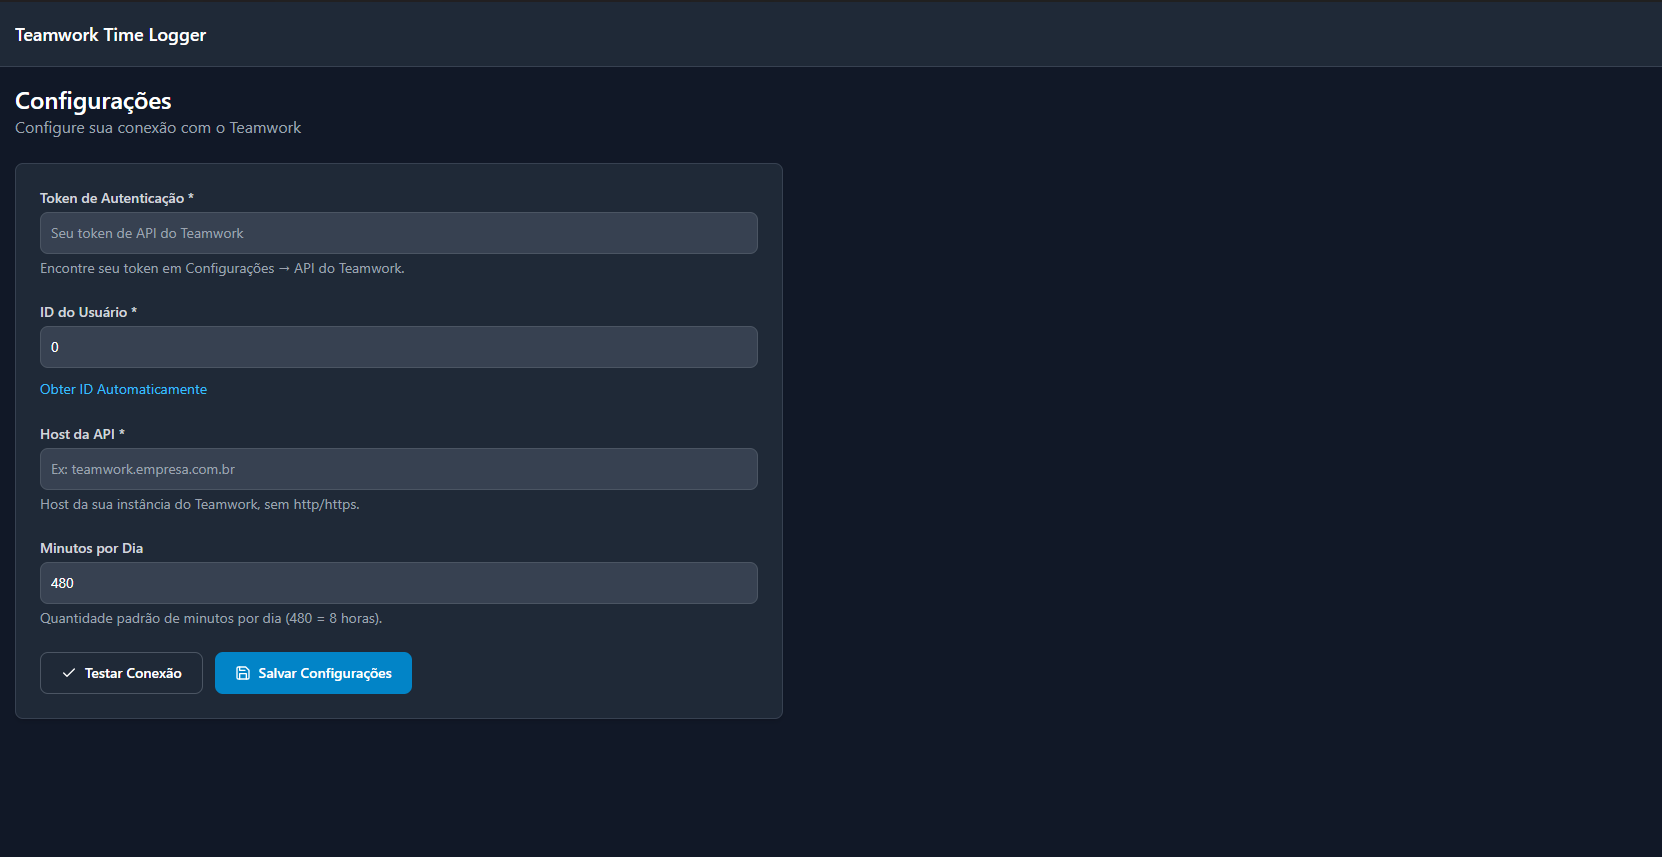 Teamwork Time Logger
Configurações
Configure sua conexão com o Teamwork
Token de Autenticação *
Seu token de API do Teamwork
Encontre seu token em Configurações → API do Teamwork.
ID do Usuário *
0
Obter ID Automaticamente
Host da API *
Ex: teamwork.empresa.com.br
Host da sua instância do Teamwork, sem http/https.
Minutos por Dia
480
Quantidade padrão de minutos por dia (480 = 8 horas).
Testar Conexão
Salvar Configurações